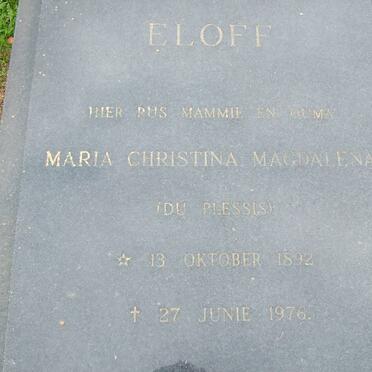 ELOFF
HIER RUS MAMMIE EN OUMA
MARIA CHRISTINA MAGDALENA
(DU PLESSIS)
☆ 13 OKTOBER 1892
† 27 JUNIE 1976.